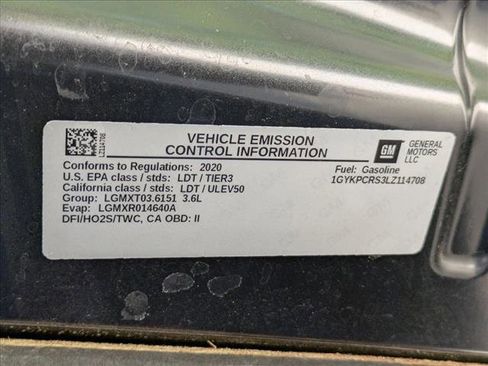 LZ114708
VEHICLE EMISSION
CONTROL INFORMATION
GM
GENERAL
MOTORS
LLC
Conforms to Regulations: 2020
U.S. EPA class / stds: LDT / TIER3
California class / stds: LDT / ULEV50
Group: LGMXT03.6151 3.6L
Evap: LGMXR014640A
DFI/HO2S/TWC, CA OBD: II
Fuel: Gasoline
1GYKPCRS3LZ114708